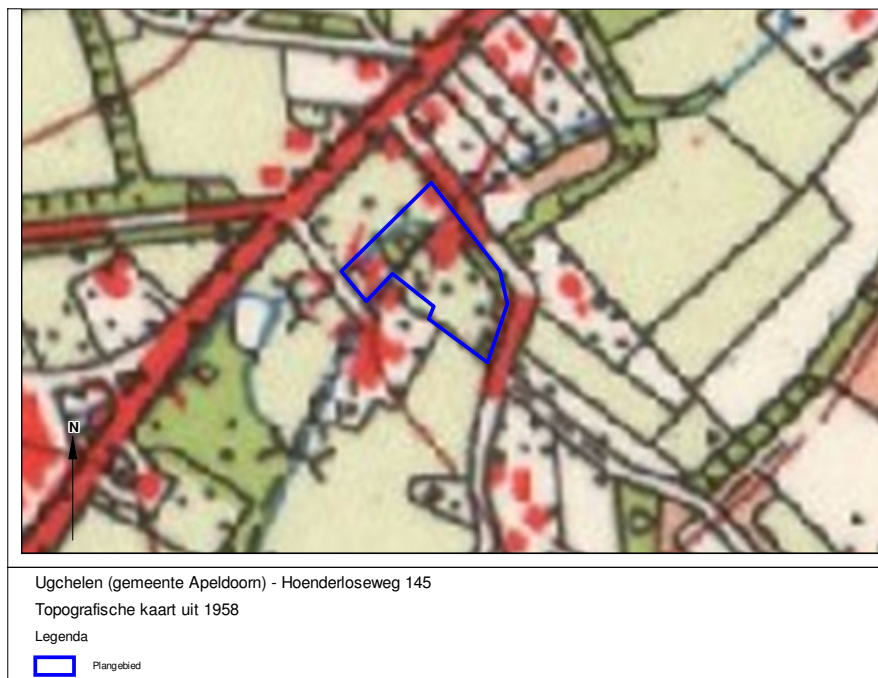 N
Ugchelen (gemeente Apeldoorn) - Hoenderloseweg 145
Topografische kaart uit 1958
Legenda
Plangebied